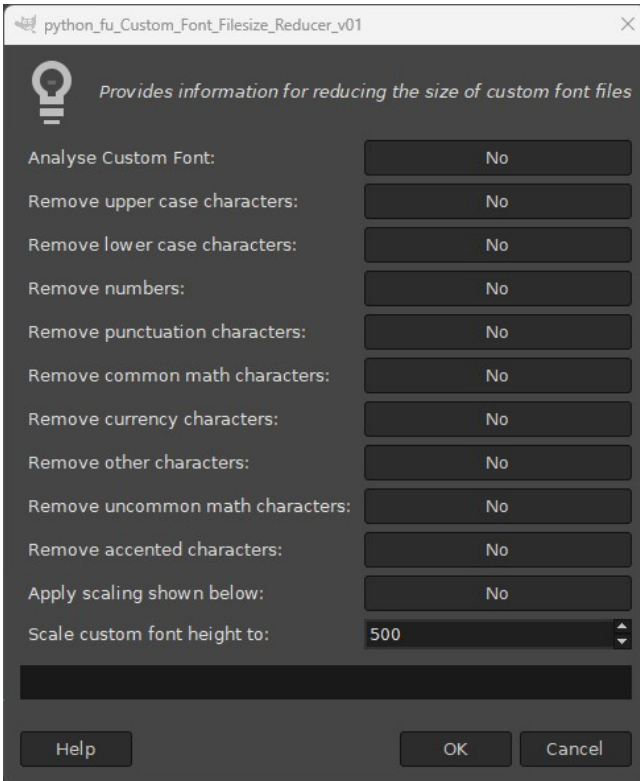 python_fu_Custom_Font_Filesize_Reducer_v01
Provides information for reducing the size of custom font files
Analyse Custom Font: No
Remove upper case characters: No
Remove lower case characters: No
Remove numbers: No
Remove punctuation characters: No
Remove common math characters: No
Remove currency characters: No
Remove other characters: No
Remove uncommon math characters: No
Remove accented characters: No
Apply scaling shown below: No
Scale custom font height to: 500
Help OK Cancel